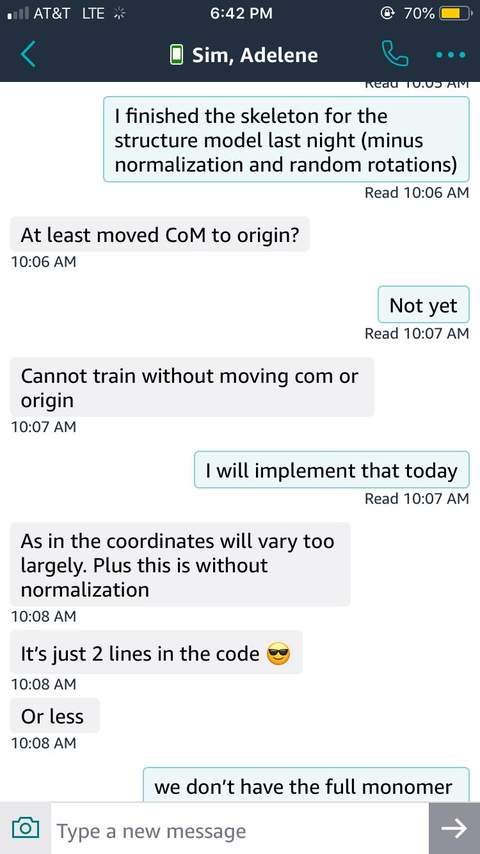 AT&T LTE 6:42 PM 70%
Sim, Adelene
Read 10:05 AM
I finished the skeleton for the
structure model last night (minus
normalization and random rotations)
Read 10:06 AM
At least moved CoM to origin?
10:06 AM
Not yet
Read 10:07 AM
Cannot train without moving com or
origin
10:07 AM
I will implement that today
Read 10:07 AM
As in the coordinates will vary too
largely. Plus this is without
normalization
10:08 AM
It's just 2 lines in the code 😎
10:08 AM
Or less
10:08 AM
we don't have the full monomer
Type a new message